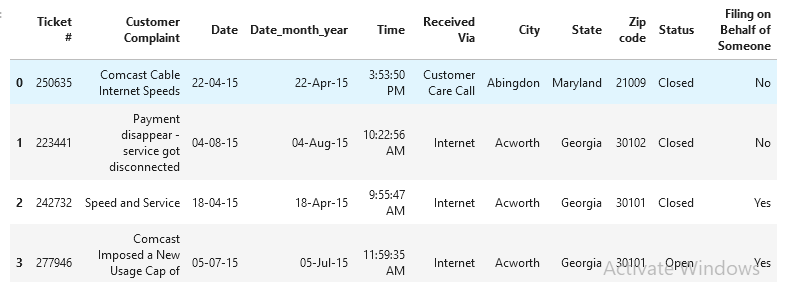 Ticket # Customer Complaint Date Date_month_year Time Received Via City State Zip code Status Filing on Behalf of Someone
0 250635 Comcast Cable Internet Speeds 22-04-15 22-Apr-15 3:53:50 PM Customer Care Call Abingdon Maryland 21009 Closed No
1 223441 Payment disappear - service got disconnected 04-08-15 04-Aug-15 10:22:56 AM Internet Acworth Georgia 30102 Closed No
2 242732 Speed and Service 18-04-15 18-Apr-15 9:55:47 AM Internet Acworth Georgia 30101 Closed Yes
3 277946 Comcast Imposed a New Usage Cap of 05-07-15 05-Jul-15 11:59:35 AM Internet Acworth Georgia 30101 Open Yes
Activate Windows